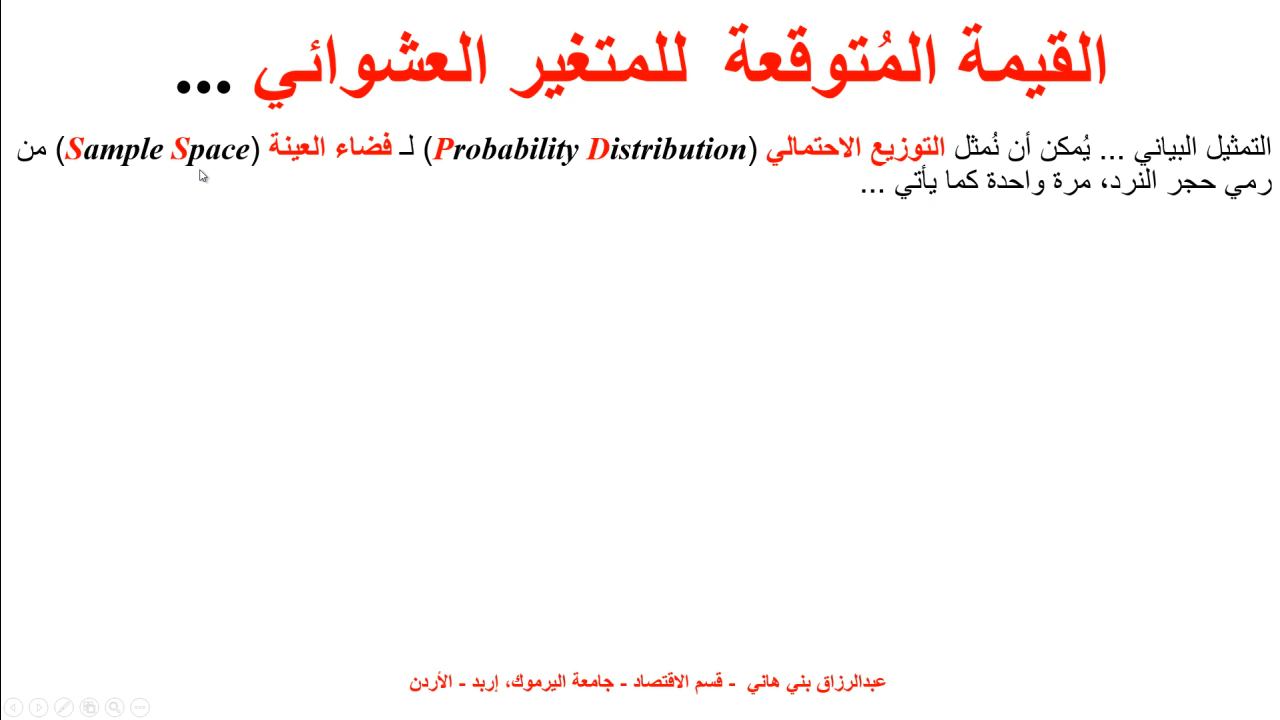 القيمة المُتوقعة للمتغير العشوائي ...
التمثيل البياني ... يُمكن أن نُمثل التوزيع الاحتمالي (Probability Distribution) لـ فضاء العينة (Sample Space) من
رمي حجر النرد، مرة واحدة كما يأتي ...
عبدالرزاق بني هاني - قسم الاقتصاد - جامعة اليرموك، إربد - الأردن